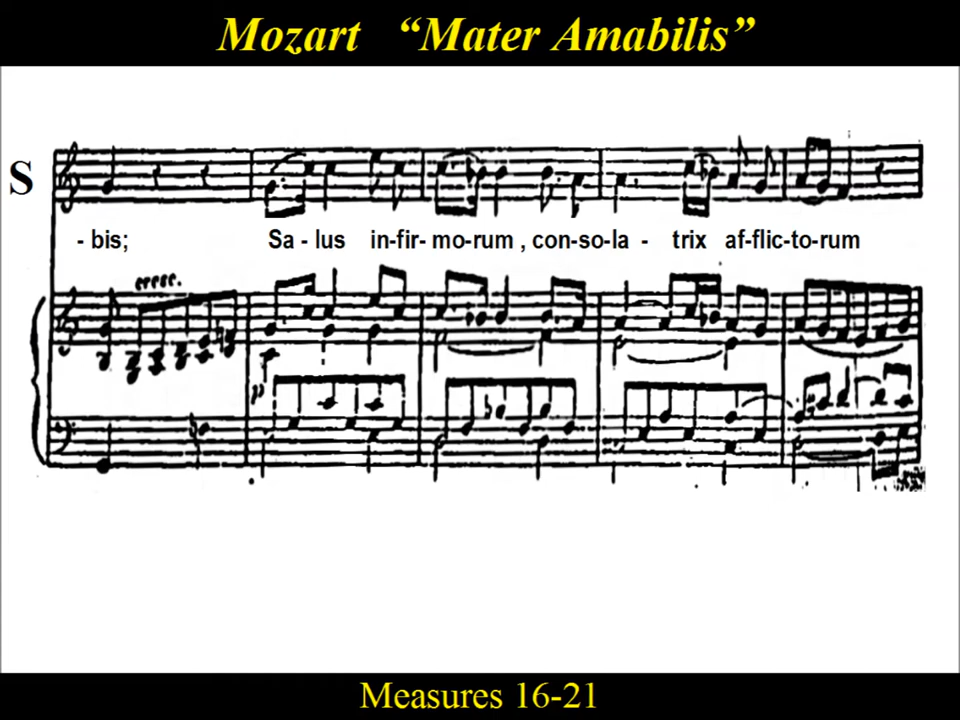 Mozart “Mater Amabilis”
S
- bis; Sa - lus in-fir- mo-rum , con-so-la - trix af-flic-to-rum
cresc.
p
Measures 16-21